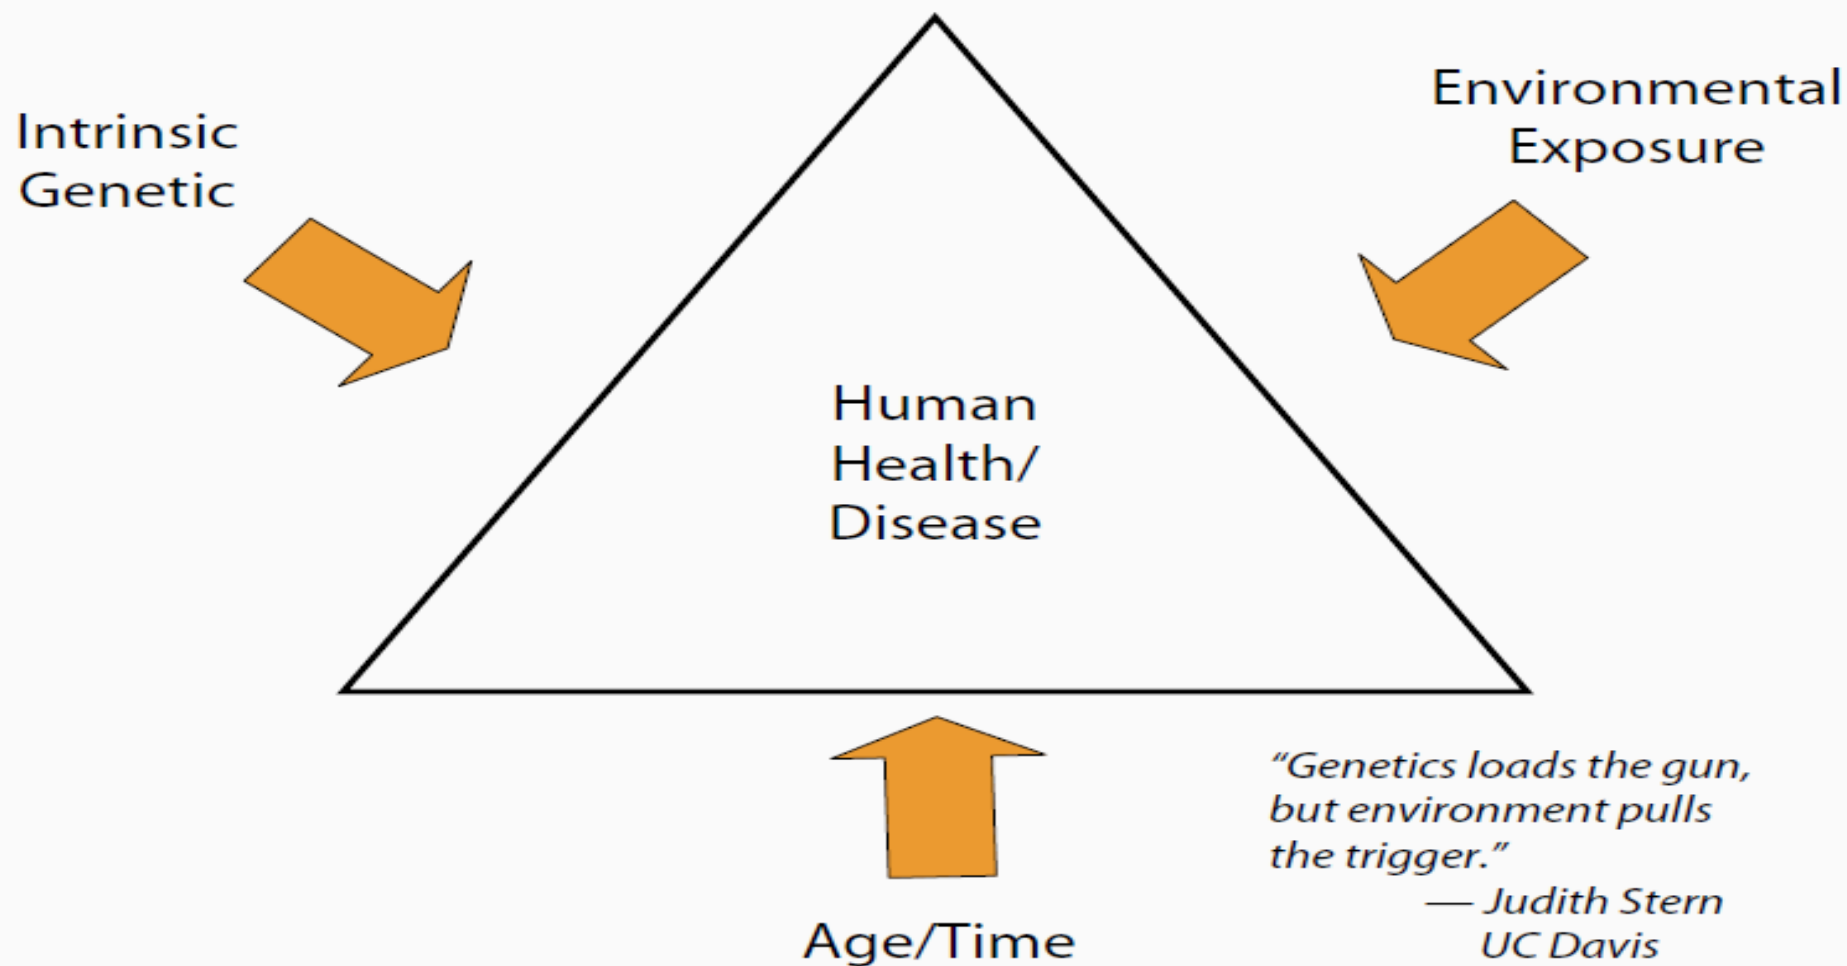 Intrinsic
Genetic
Environmental
Exposure
Human
Health/
Disease
Age/Time
“Genetics loads the gun,
but environment pulls
the trigger.”
— Judith Stern
UC Davis